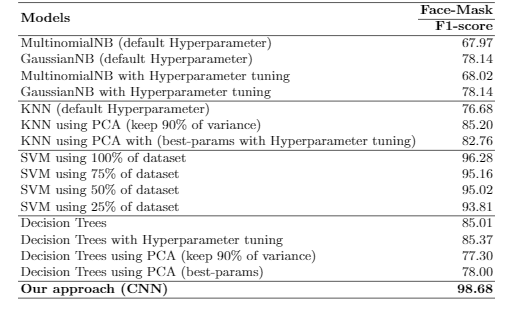 Models Face-Mask
F1-score
MultinomialNB (default Hyperparameter) 67.97
GaussianNB (default Hyperparameter) 78.14
MultinomialNB with Hyperparameter tuning 68.02
GaussianNB with Hyperparameter tuning 78.14
KNN (default Hyperparameter) 76.68
KNN using PCA (keep 90% of variance) 85.20
KNN using PCA with (best-params with Hyperparameter tuning) 82.76
SVM using 100% of dataset 96.28
SVM using 75% of dataset 95.16
SVM using 50% of dataset 95.02
SVM using 25% of dataset 93.81
Decision Trees 85.01
Decision Trees with Hyperparameter tuning 85.37
Decision Trees using PCA (keep 90% of variance) 77.30
Decision Trees using PCA (best-params) 78.00
Our approach (CNN) 98.68